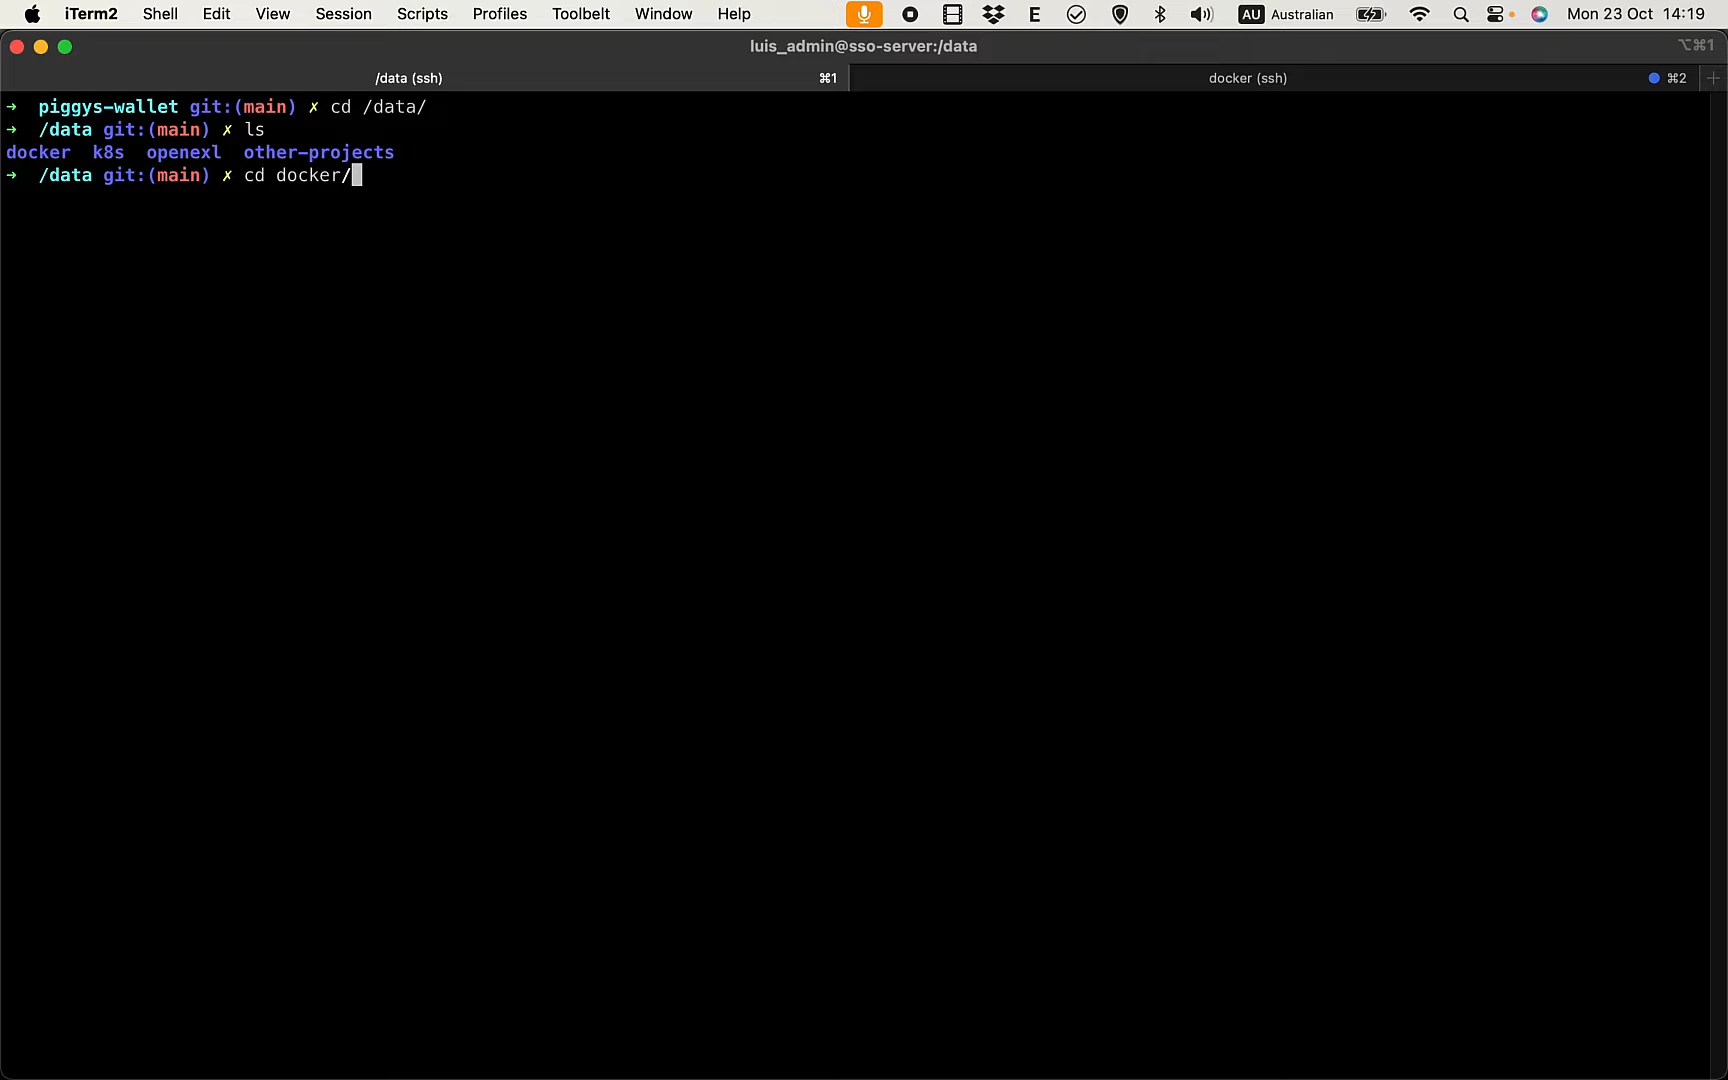 iTerm2 Shell Edit View Session Scripts Profiles Toolbelt Window Help E AU Australian Mon 23 Oct 14:19
luis_admin@sso-server:/data ⌥⌘1
/data (ssh) ⌘1 docker (ssh) ⌘2 +
➜ piggys-wallet git:(main) ✗ cd /data/
➜ /data git:(main) ✗ ls
docker k8s openexl other-projects
➜ /data git:(main) ✗ cd docker/